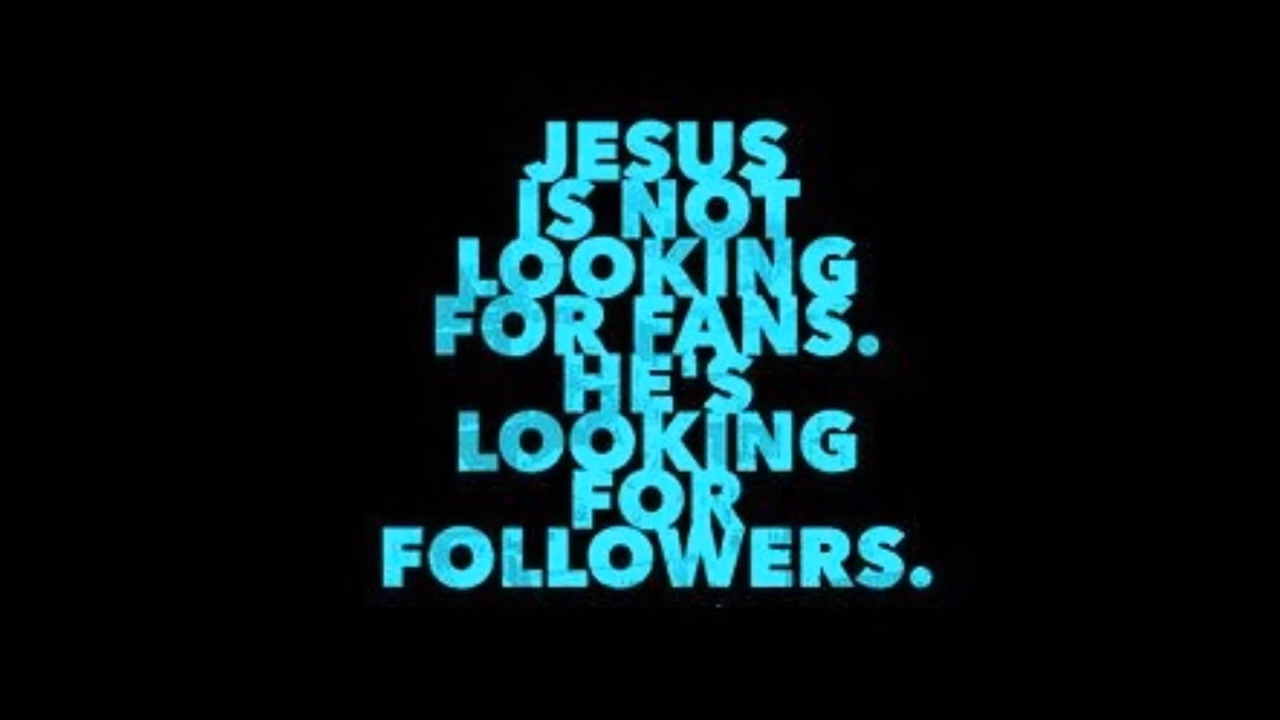 JESUS
IS NOT
LOOKING
FOR FANS.
HE'S
LOOKING
FOR
FOLLOWERS.